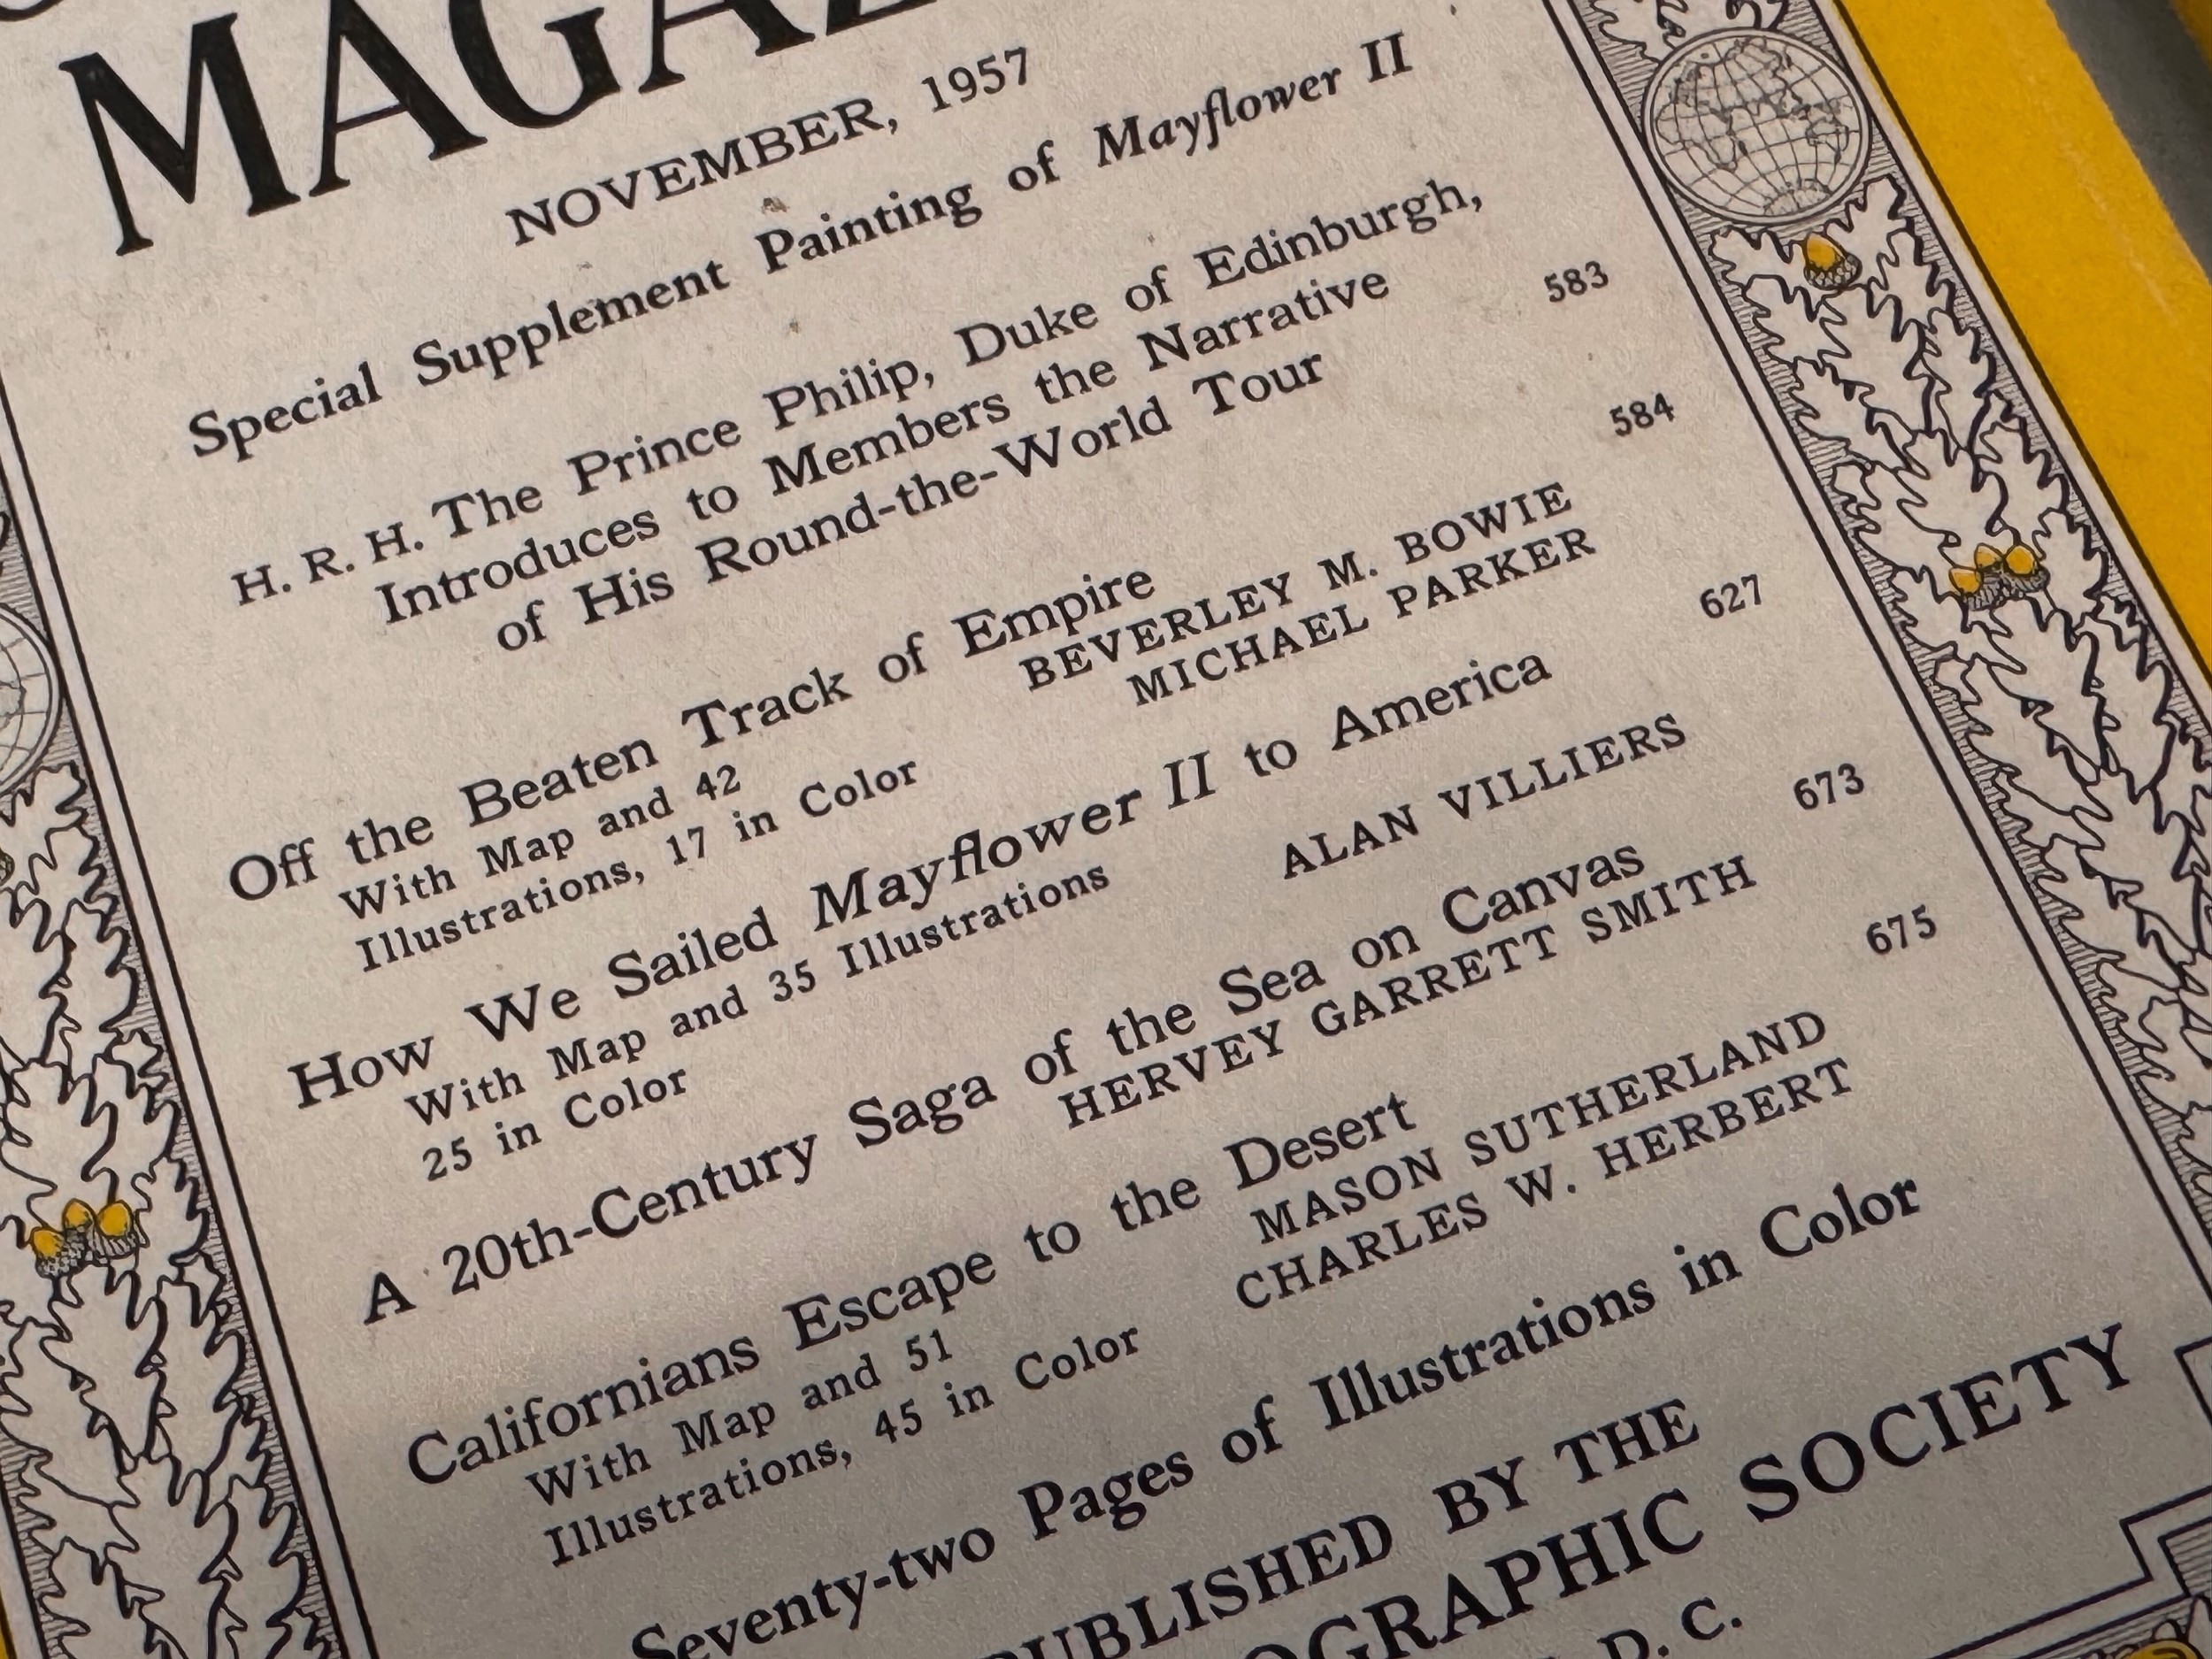 MAGAZ
NOVEMBER, 1957
Special Supplement Painting of Mayflower II
H. R. H. The Prince Philip, Duke of Edinburgh,
Introduces to Members the Narrative
of His Round-the-World Tour 583
Off the Beaten Track of Empire 584
With Map and 42
Illustrations, 17 in Color
BEVERLEY M. BOWIE
MICHAEL PARKER
How We Sailed Mayflower II to America 627
With Map and 35 Illustrations
25 in Color
ALAN VILLIERS
A 20th-Century Saga of the Sea on Canvas 673
HERVEY GARRETT SMITH
Californians Escape to the Desert 675
With Map and 51
Illustrations, 45 in Color
MASON SUTHERLAND
CHARLES W. HERBERT
Seventy-two Pages of Illustrations in Color
PUBLISHED BY THE
OGRAPHIC SOCIETY
D. C.